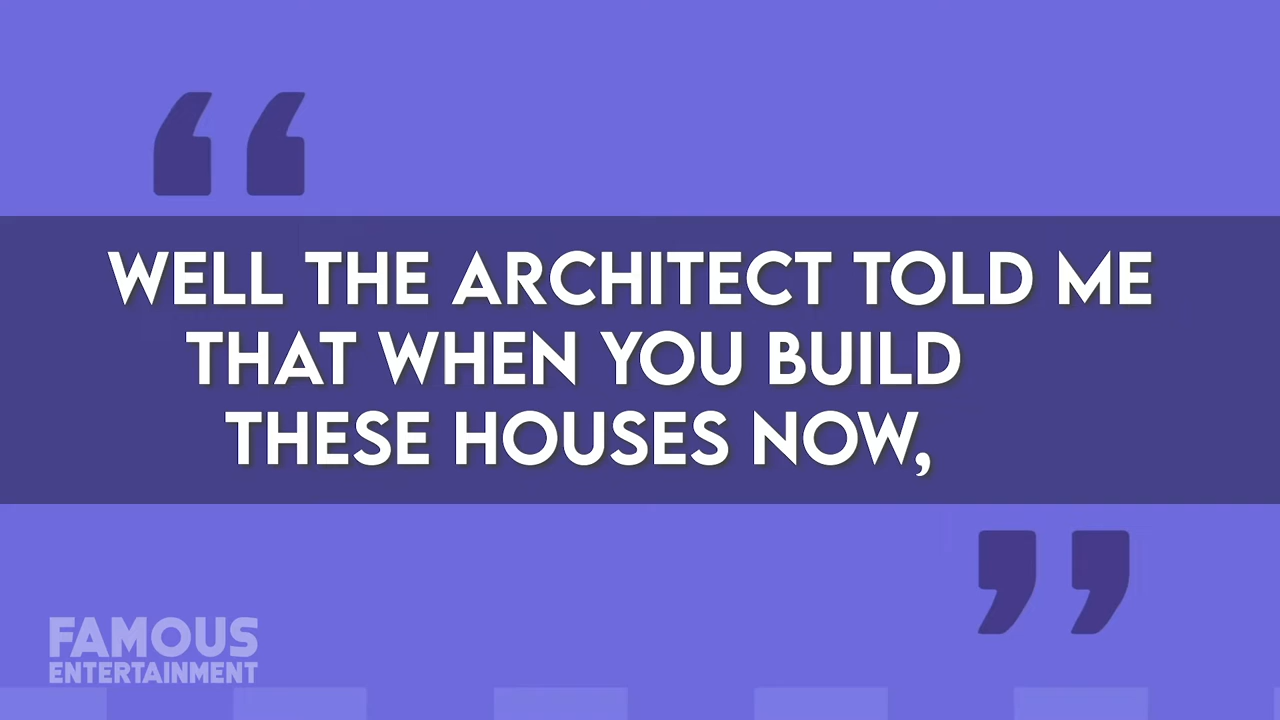 WELL THE ARCHITECT TOLD ME
THAT WHEN YOU BUILD
THESE HOUSES NOW,
FAMOUS
ENTERTAINMENT